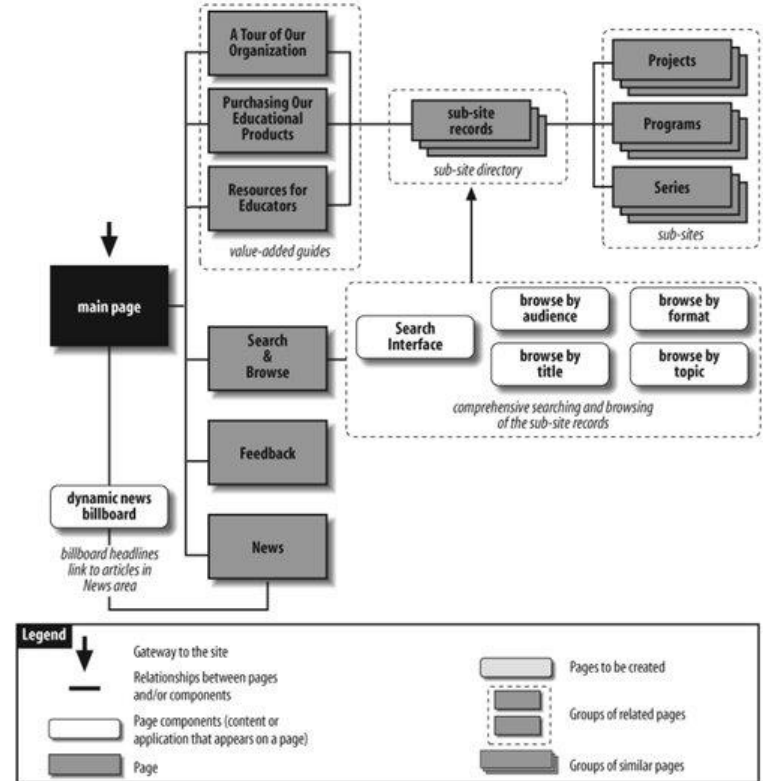 A Tour of Our
Organization
Purchasing Our
Educational
Products
Resources for
Educators
value-added guides
sub-site
records
sub-site directory
Projects
Programs
Series
sub-sites
main page
Search
&
Browse
Search
Interface
browse by
audience
browse by
format
browse by
title
browse by
topic
comprehensive searching and browsing
of the sub-site records
Feedback
dynamic news
billboard
billboard headlines
link to articles in
News area
News
Legend
Gateway to the site
Relationships between pages
and/or components
Page components (content or
application that appears on a page)
Page
Pages to be created
Groups of related pages
Groups of similar pages